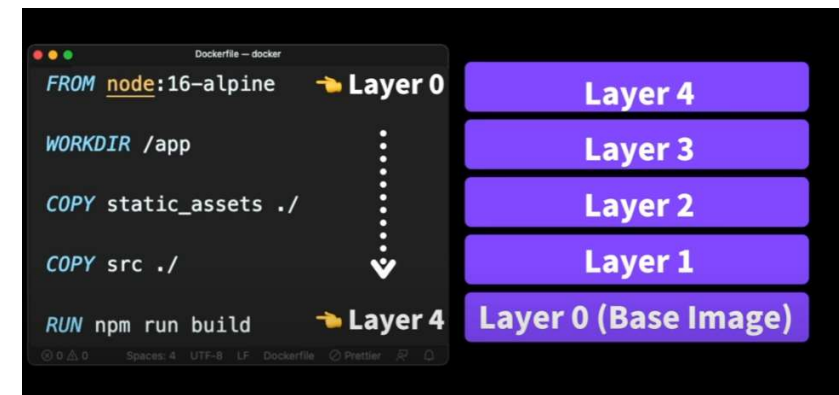 Dockerfile — docker
FROM node:16-alpine 👈 Layer 0
WORKDIR /app
COPY static_assets ./
COPY src ./
RUN npm run build 👈 Layer 4
0 0 Spaces: 4 UTF-8 LF Dockerfile Prettier
Layer 4
Layer 3
Layer 2
Layer 1
Layer 0 (Base Image)